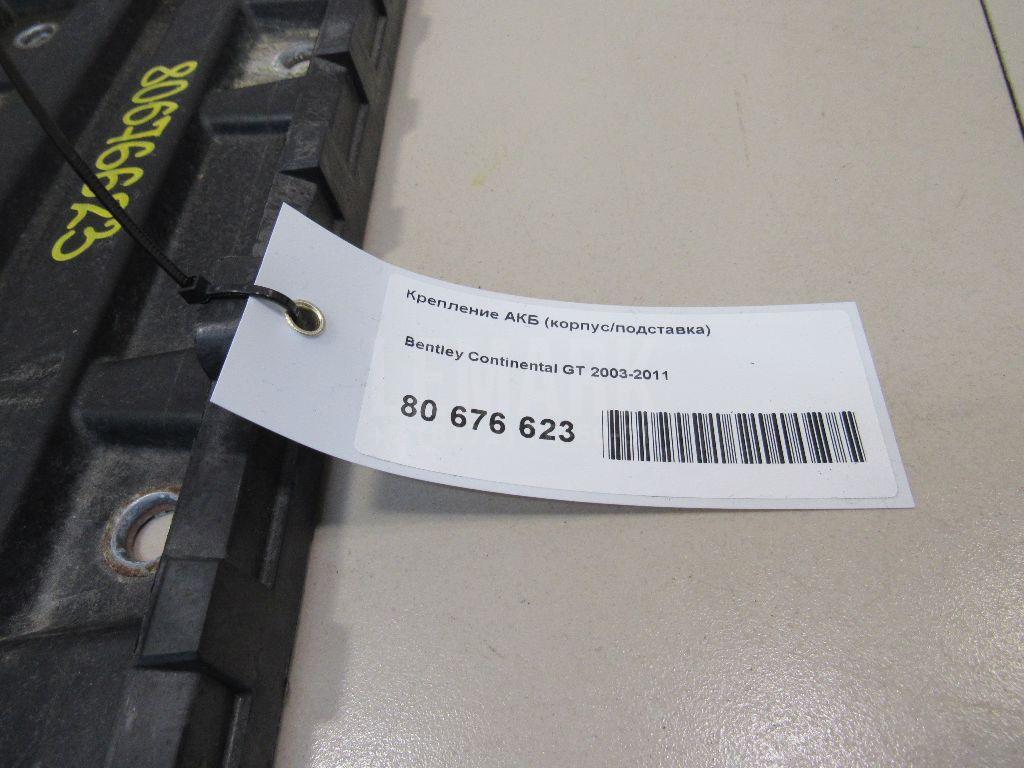 80676623
Крепление АКБ (корпус/подставка)
Bentley Continental GT 2003-2011
80 676 623